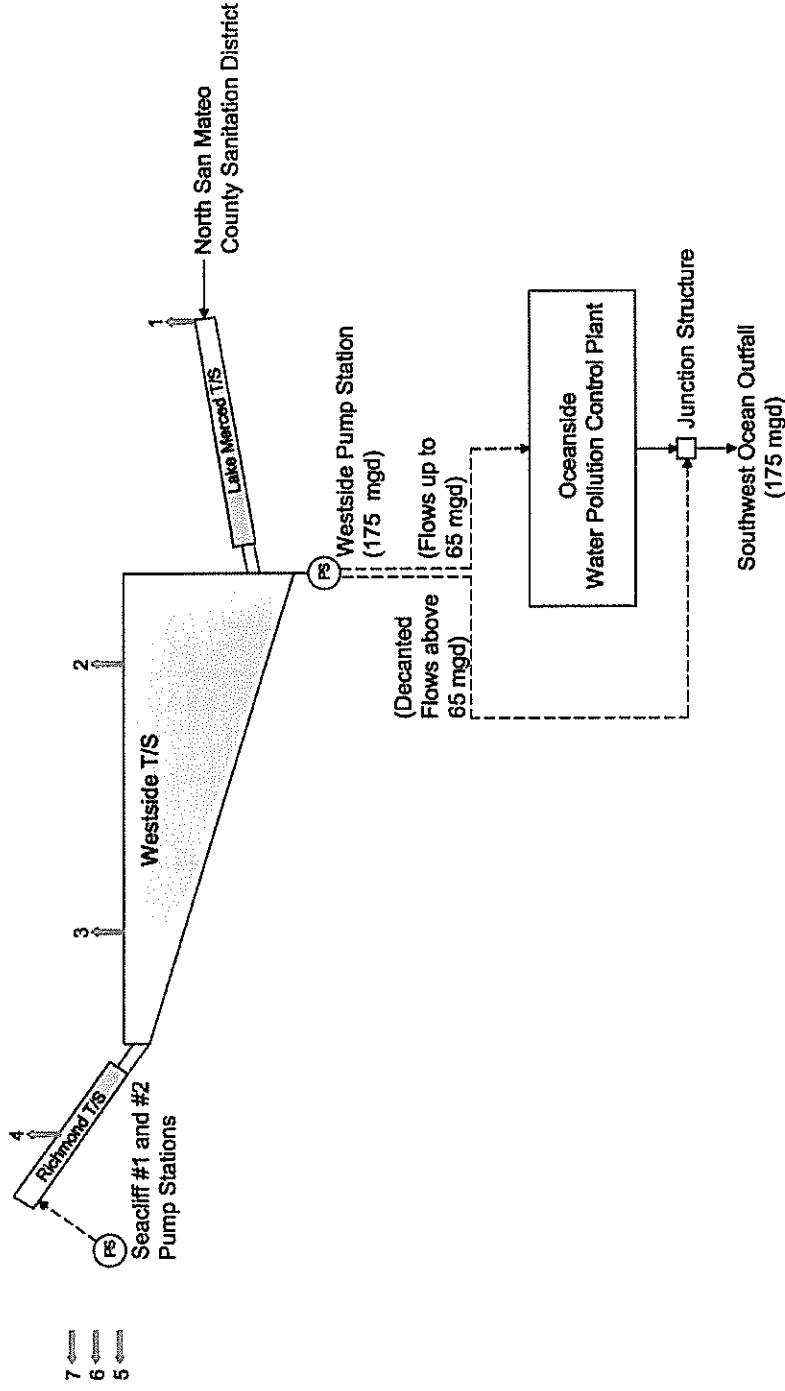 7
6
5
Seacliff #1 and #2
Pump Stations
PS
4
Richmond T/S
3
Westside T/S
2
1
Lake Merced T/S
North San Mateo
County Sanitation District
PS
Westside Pump Station
(175 mgd)
(Decanted
Flows above
65 mgd)
(Flows up to
65 mgd)
Oceanside
Water Pollution Control Plant
Junction Structure
Southwest Ocean Outfall
(175 mgd)